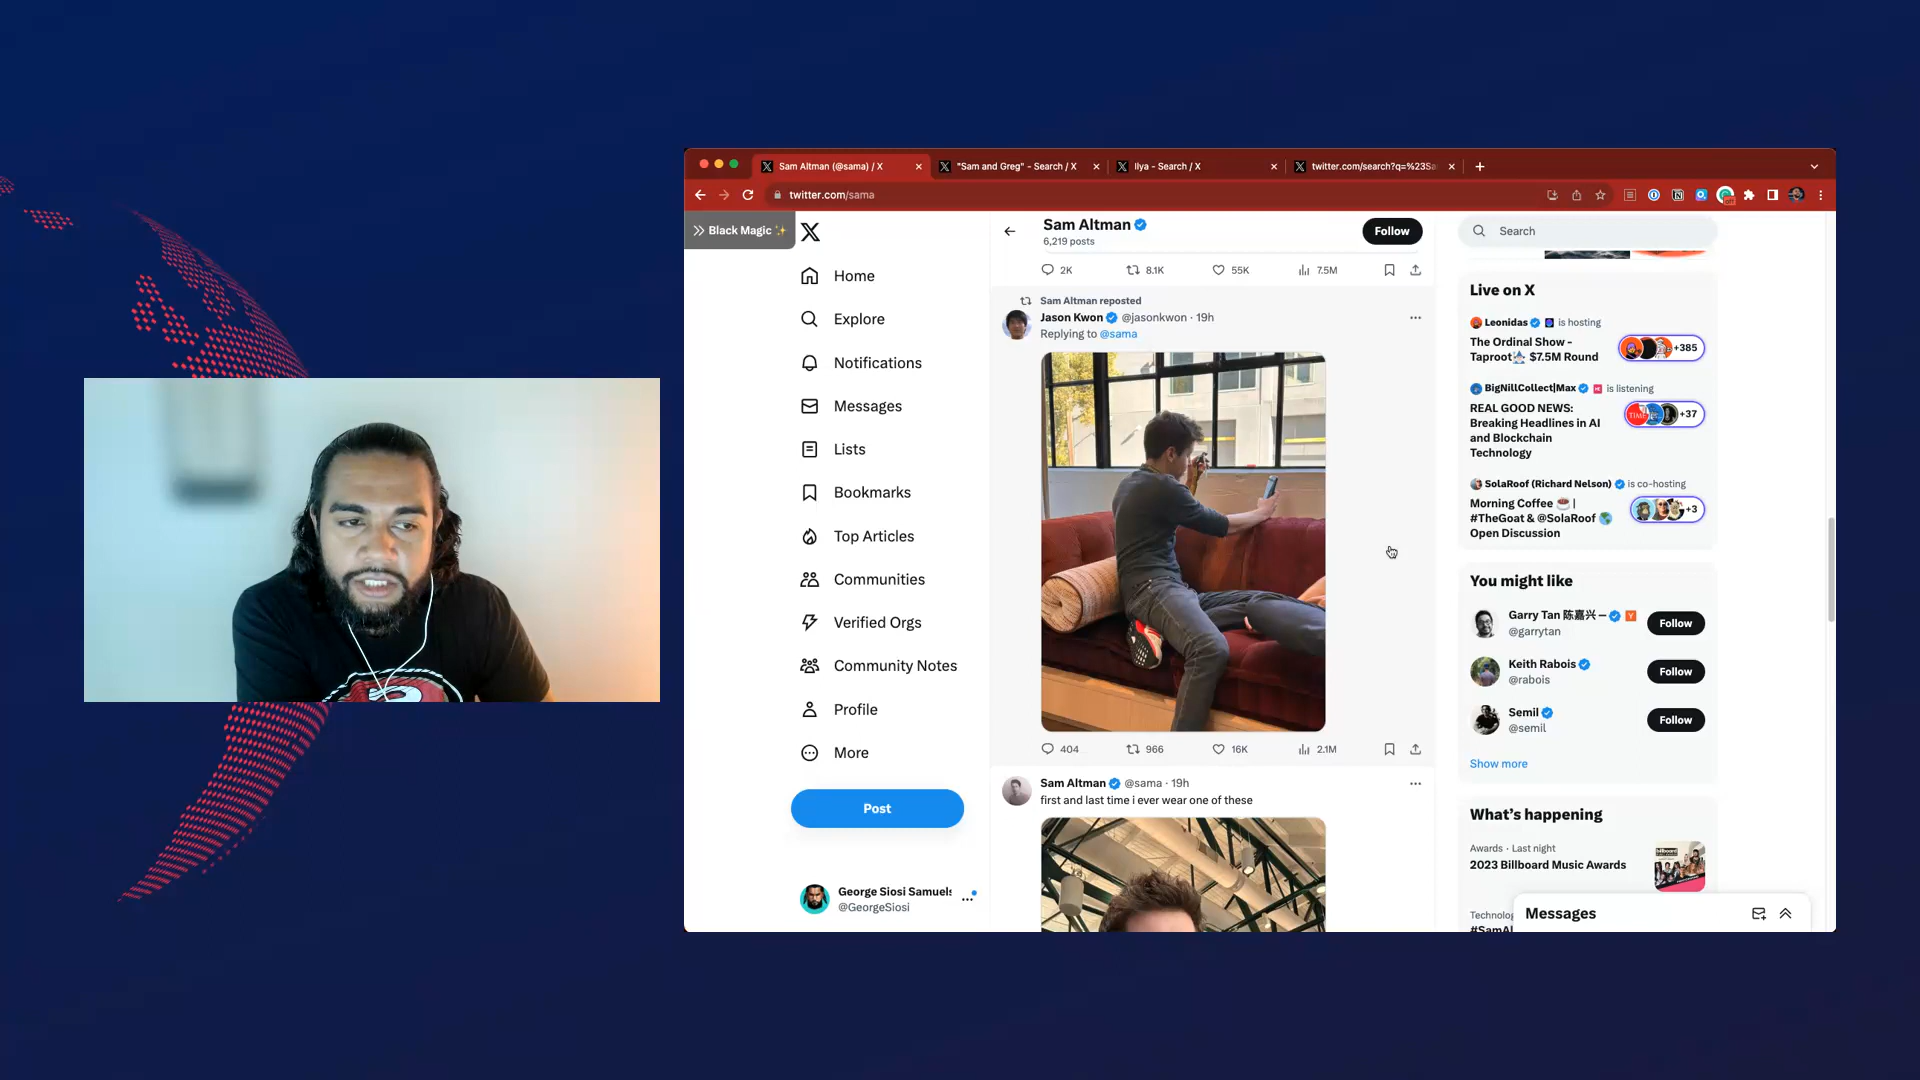 Sam Altman (@sama) / X
"Sam and Greg" - Search / X
Ilya - Search / X
twitter.com/search?q=%23Sa
twitter.com/sama
Black Magic ✨
Home
Explore
Notifications
Messages
Lists
Bookmarks
Top Articles
Communities
Verified Orgs
Community Notes
Profile
More
Post
George Siosi Samuels
@GeorgeSiosi
Sam Altman
6,219 posts
Follow
2K 8.1K 55K 7.5M
Sam Altman reposted
Jason Kwon @jasonkwon · 19h
Replying to @sama
404 966 16K 2.1M
Sam Altman @sama · 19h
first and last time i ever wear one of these
Search
Live on X
Leonidas is hosting
The Ordinal Show -
Taproot🧙 $7.5M Round
+385
BigNillCollect|Max is listening
REAL GOOD NEWS:
Breaking Headlines in AI
and Blockchain
Technology
+37
SolaRoof (Richard Nelson) is co-hosting
Morning Coffee ☕ |
#TheGoat & @SolaRoof 🌎
Open Discussion
+3
You might like
Garry Tan 陈嘉兴 –
@garrytan
Follow
Keith Rabois
@rabois
Follow
Semil
@semil
Follow
Show more
What's happening
Awards · Last night
2023 Billboard Music Awards
Messages